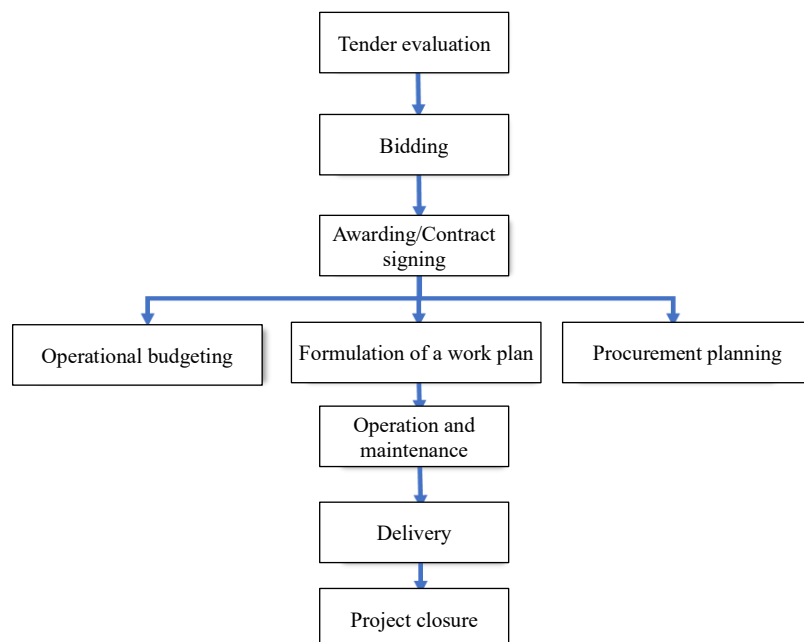 Tender evaluation
Bidding
Awarding/Contract
signing
Operational budgeting
Formulation of a work plan
Procurement planning
Operation and
maintenance
Delivery
Project closure